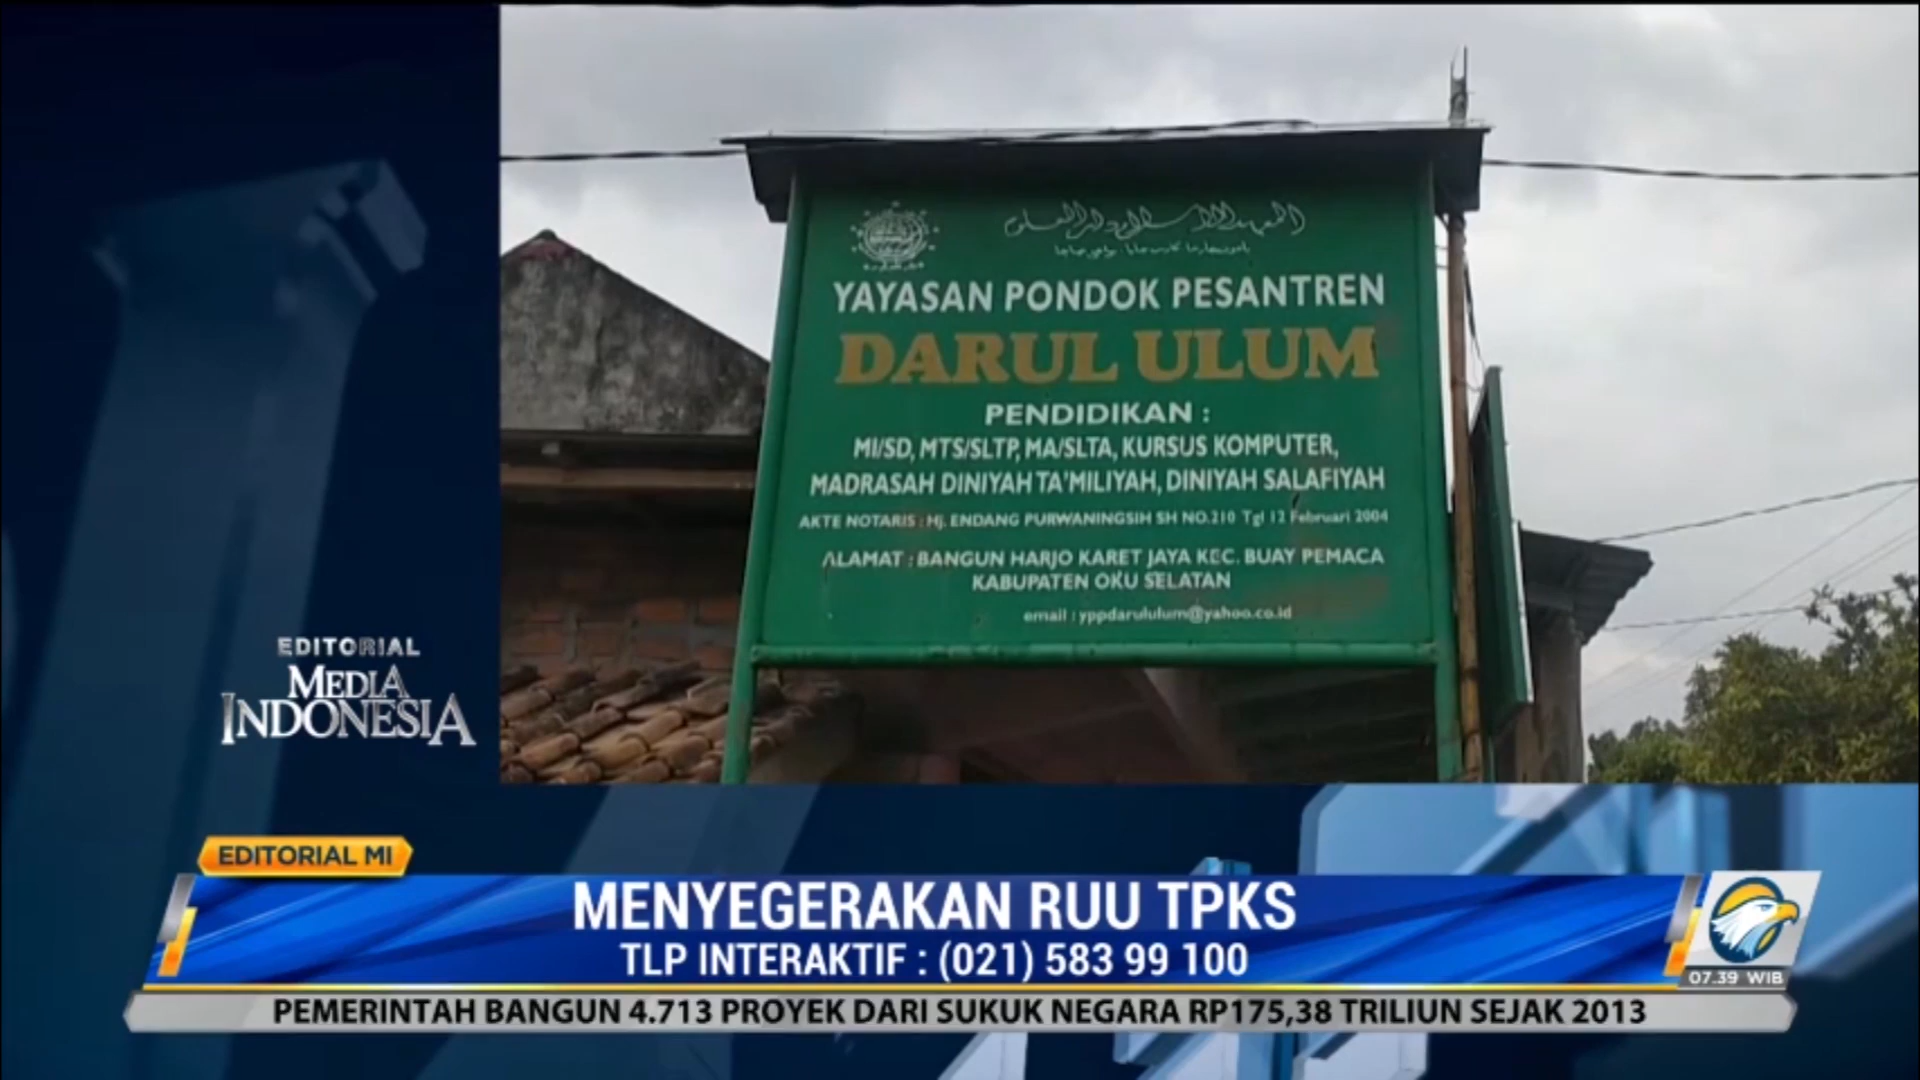 YAYASAN PONDOK PESANTREN
DARUL ULUM
PENDIDIKAN :
MI/SD, MTS/SLTP, MA/SLTA, KURSUS KOMPUTER,
MADRASAH DINIYAH TA'MILIYAH, DINIYAH SALAFIYAH
AKTE NOTARIS : Hj. ENDANG PURWANINGSIH SH NO.210 Tgl 12 Februari 2004
ALAMAT : BANGUN HARJO KARET JAYA KEC. BUAY PEMACA
KABUPATEN OKU SELATAN
email : yppdarululum@yahoo.co.id
EDITORIAL
MEDIA
INDONESIA
EDITORIAL MI
MENYEGERAKAN RUU TPKS
TLP INTERAKTIF : (021) 583 99 100
07.39 WIB
PEMERINTAH BANGUN 4.713 PROYEK DARI SUKUK NEGARA RP175,38 TRILIUN SEJAK 2013